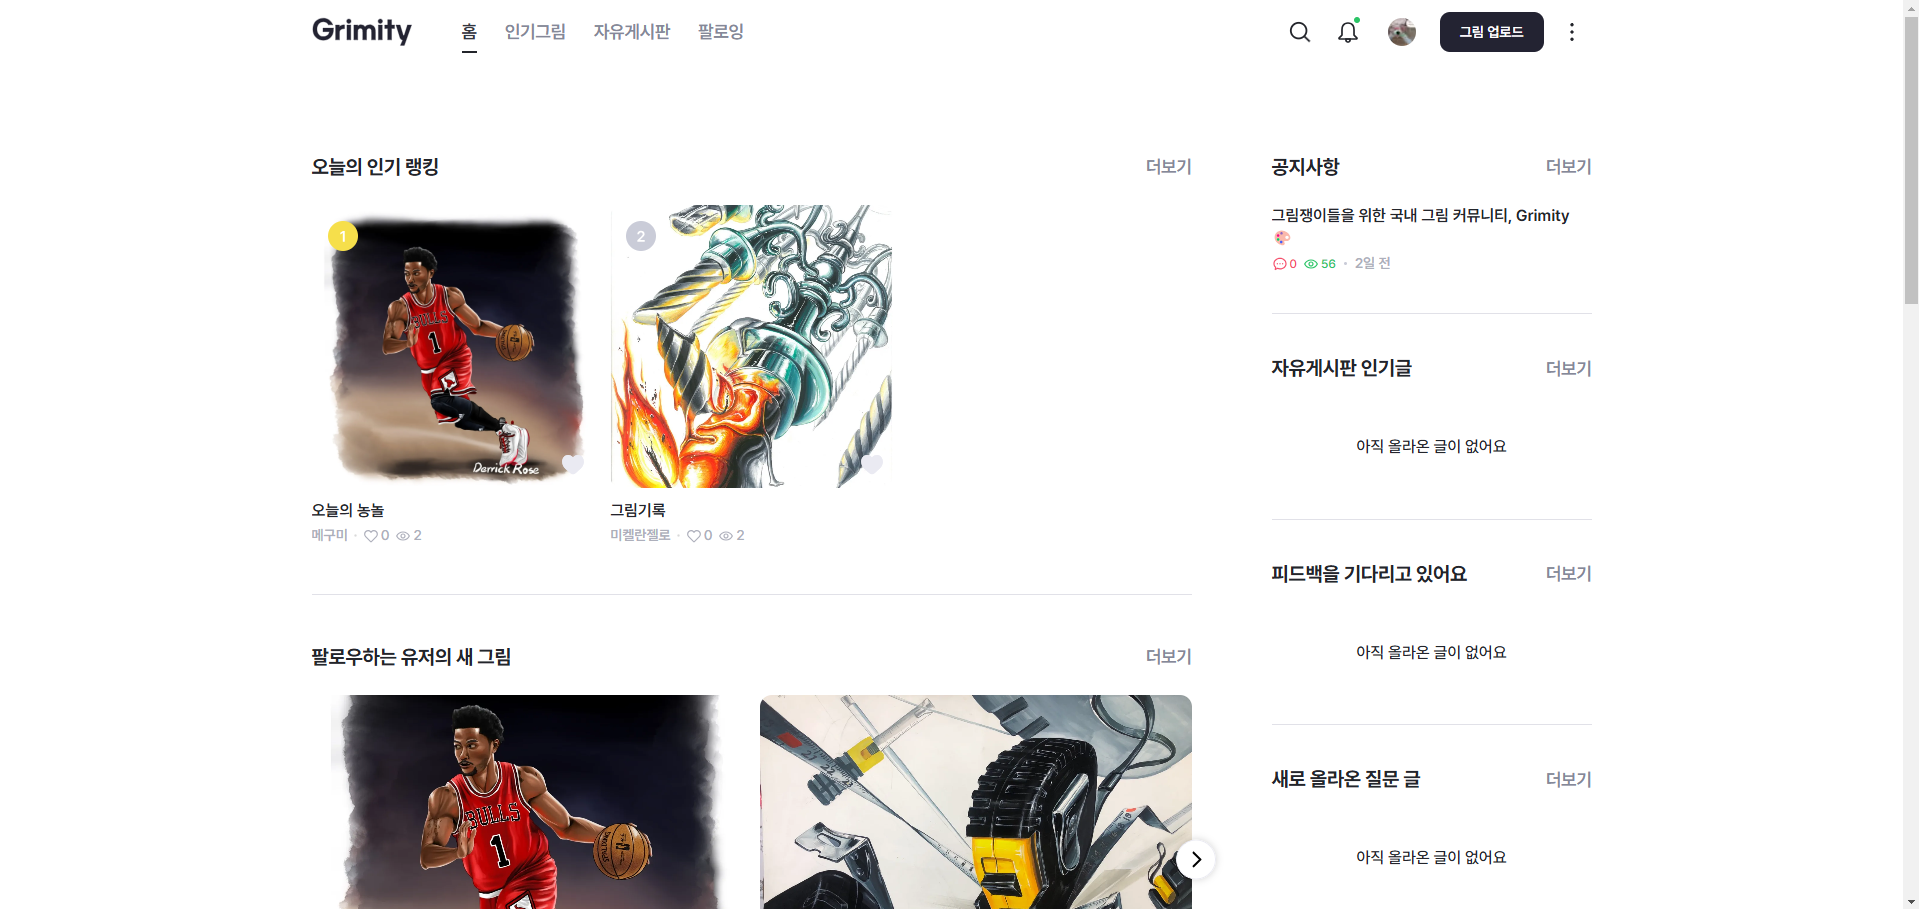 Grimity
홈 인기그림 자유게시판 팔로잉
그림 업로드
오늘의 인기 랭킹 더보기
1
BULLS
1
Darrick Rose
2
오늘의 농놀
메구미 · 0 2
그림기록
미켈란젤로 · 0 2
팔로우하는 유저의 새 그림 더보기
BULLS
1
공지사항 더보기
그림쟁이들을 위한 국내 그림 커뮤니티, Grimity
🎨
0 56 · 2일 전
자유게시판 인기글 더보기
아직 올라온 글이 없어요
피드백을 기다리고 있어요 더보기
아직 올라온 글이 없어요
새로 올라온 질문 글 더보기
아직 올라온 글이 없어요